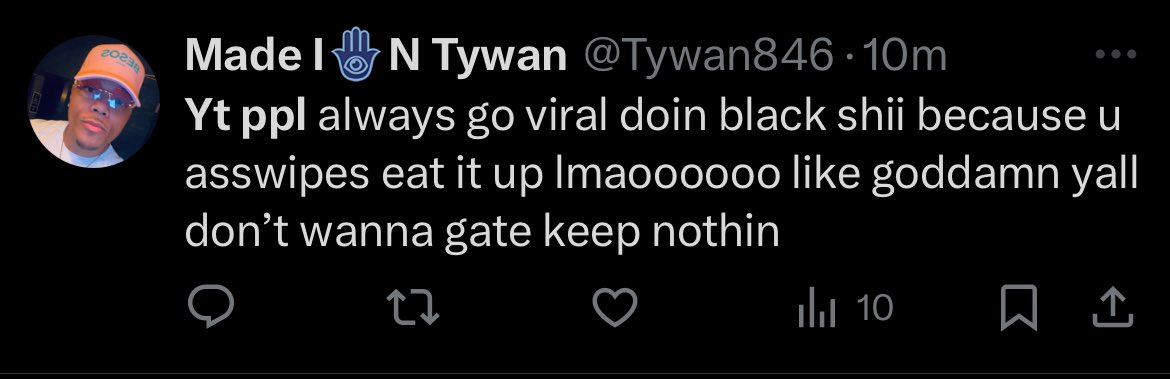 Made I🪬N Tywan @Tywan846 · 10m
Yt ppl always go viral doin black shii because u
asswipes eat it up lmaoooooo like goddamn yall
don’t wanna gate keep nothin
10